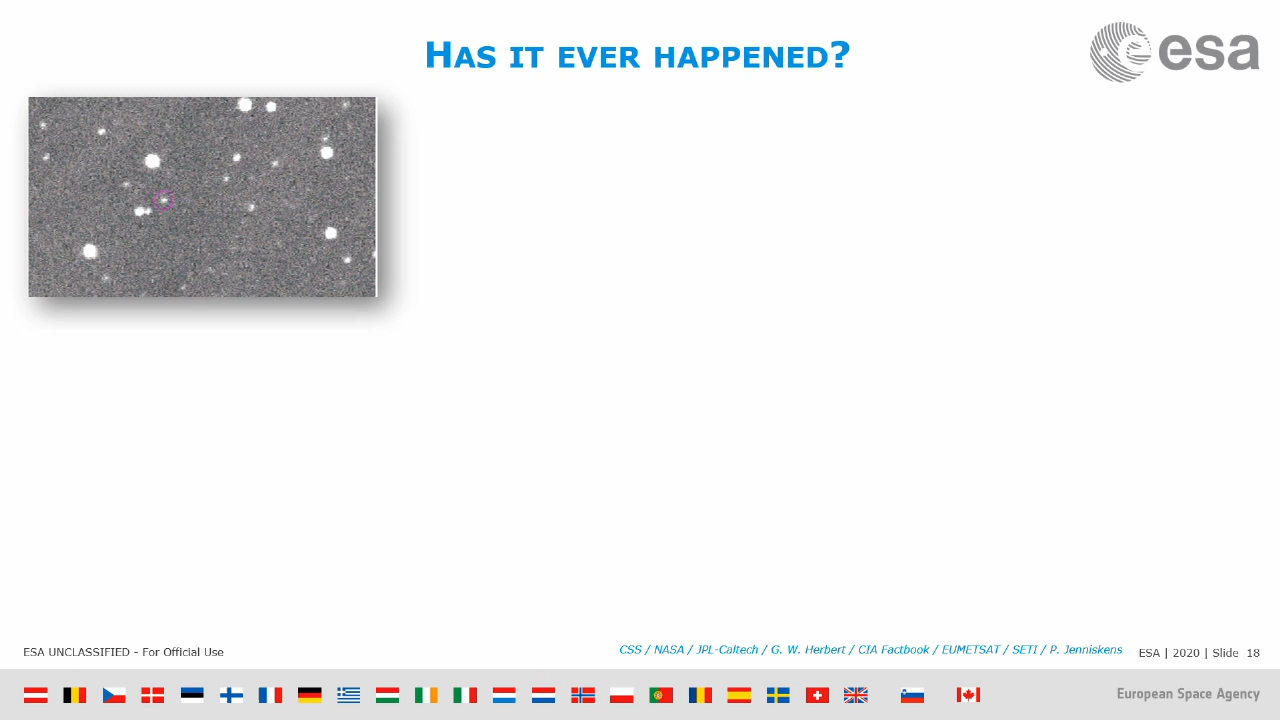 HAS IT EVER HAPPENED?
esa
ESA UNCLASSIFIED - For Official Use
CSS / NASA / JPL-Caltech / G. W. Herbert / CIA Factbook / EUMETSAT / SETI / P. Jenniskens
ESA | 2020 | Slide 18
European Space Agency